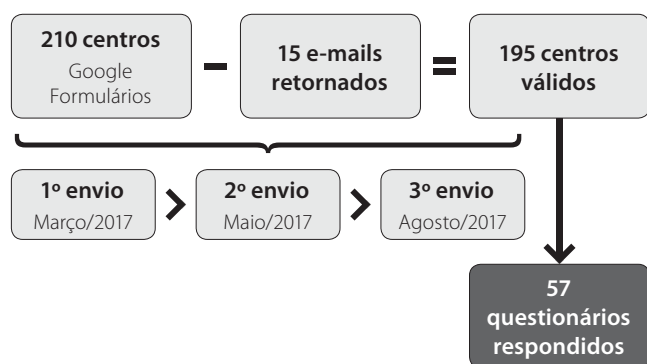 210 centros
Google
Formulários
15 e-mails
retornados
195 centros
válidos
1º envio
Março/2017
2º envio
Maio/2017
3º envio
Agosto/2017
57
questionários
respondidos